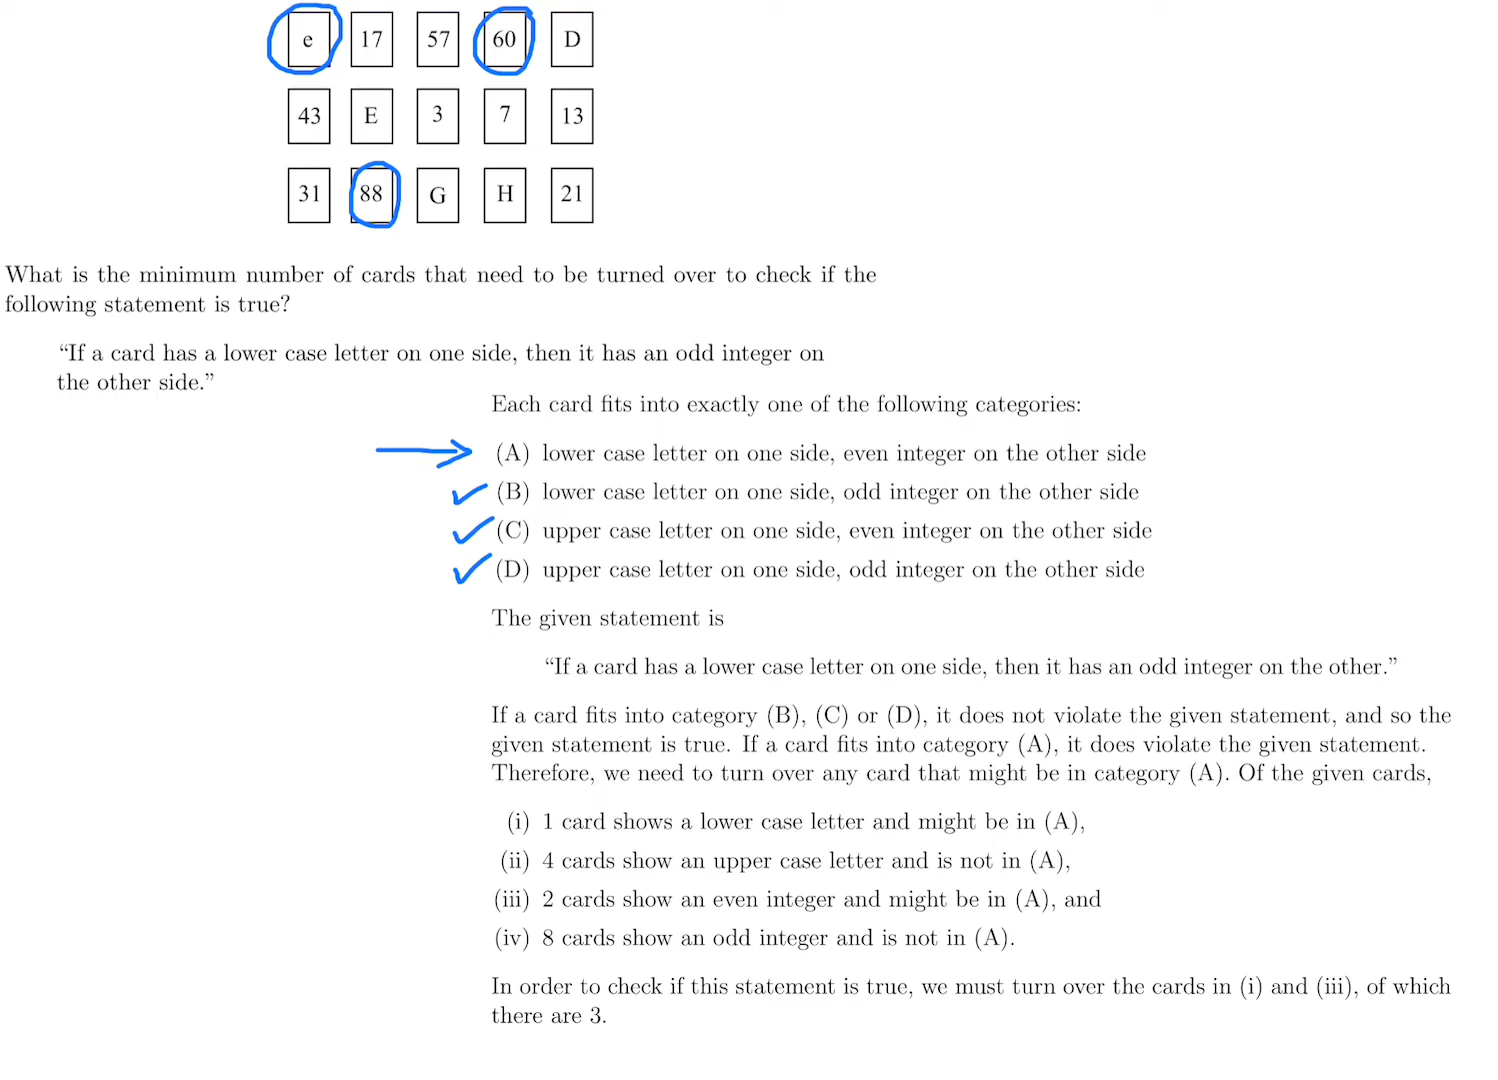 e 17 57 60 D
43 E 3 7 13
31 88 G H 21
What is the minimum number of cards that need to be turned over to check if the
following statement is true?
“If a card has a lower case letter on one side, then it has an odd integer on
the other side.”
Each card fits into exactly one of the following categories:
(A) lower case letter on one side, even integer on the other side
(B) lower case letter on one side, odd integer on the other side
(C) upper case letter on one side, even integer on the other side
(D) upper case letter on one side, odd integer on the other side
The given statement is
“If a card has a lower case letter on one side, then it has an odd integer on the other.”
If a card fits into category (B), (C) or (D), it does not violate the given statement, and so the
given statement is true. If a card fits into category (A), it does violate the given statement.
Therefore, we need to turn over any card that might be in category (A). Of the given cards,
(i) 1 card shows a lower case letter and might be in (A),
(ii) 4 cards show an upper case letter and is not in (A),
(iii) 2 cards show an even integer and might be in (A), and
(iv) 8 cards show an odd integer and is not in (A).
In order to check if this statement is true, we must turn over the cards in (i) and (iii), of which
there are 3.